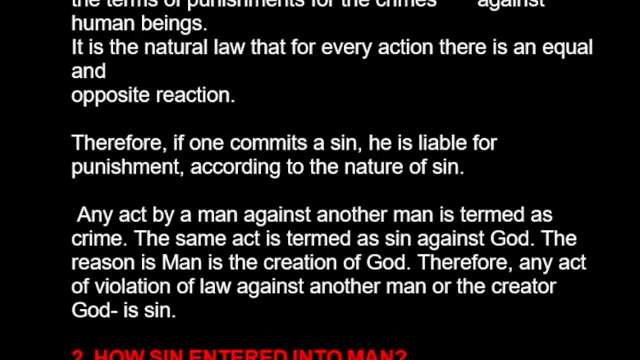 the terms of punishments for the crimes against
human beings.
It is the natural law that for every action there is an equal
and
opposite reaction.
Therefore, if one commits a sin, he is liable for
punishment, according to the nature of sin.
Any act by a man against another man is termed as
crime. The same act is termed as sin against God. The
reason is Man is the creation of God. Therefore, any act
of violation of law against another man or the creator
God- is sin.
2. HOW SIN ENTERED INTO MAN?